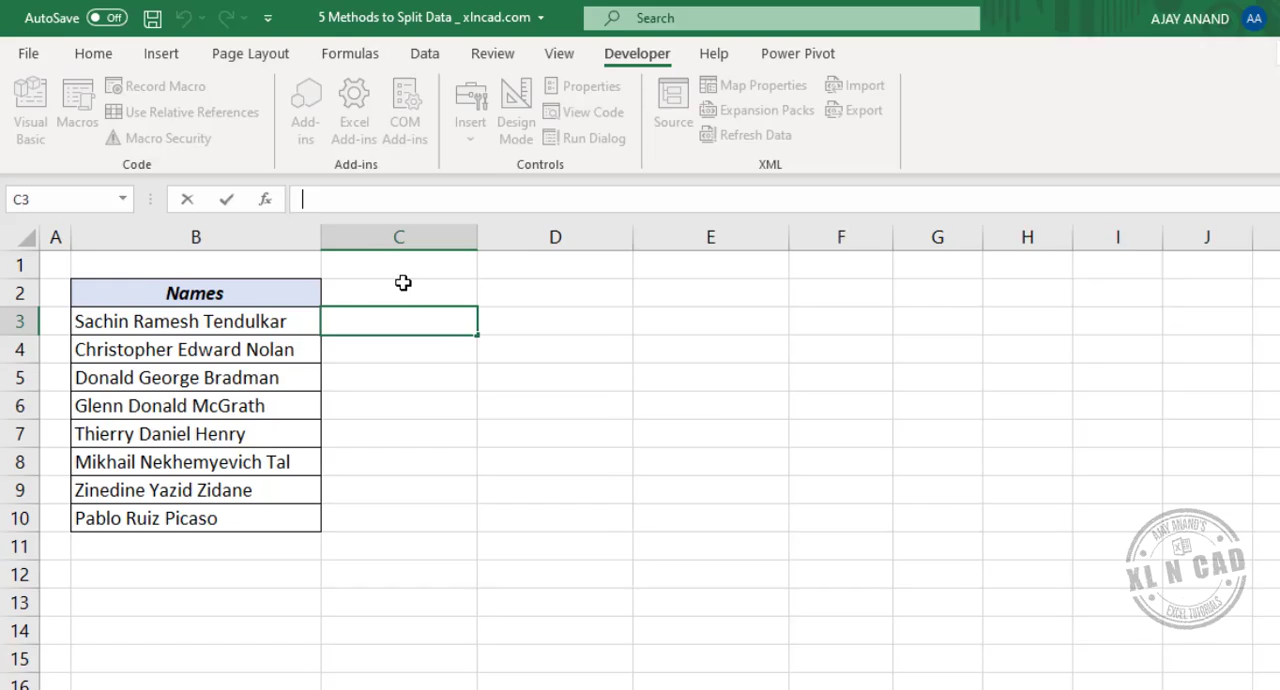 AutoSave Off 5 Methods to Split Data _ xlncad.com Search AJAY ANAND AA
File Home Insert Page Layout Formulas Data Review View Developer Help Power Pivot
Visual Basic
Macros
Record Macro
Use Relative References
Macro Security
Code
Add-ins
Excel Add-ins
COM Add-ins
Add-ins
Insert
Design Mode
Properties
View Code
Run Dialog
Controls
Source
Map Properties
Expansion Packs
Refresh Data
Import
Export
XML
C3 fx
A B C D E F G H I J
1
2 Names
3 Sachin Ramesh Tendulkar
4 Christopher Edward Nolan
5 Donald George Bradman
6 Glenn Donald McGrath
7 Thierry Daniel Henry
8 Mikhail Nekhemyevich Tal
9 Zinedine Yazid Zidane
10 Pablo Ruiz Picaso
11
12
13
14
15
16
AJAY ANAND'S
XL N CAD
EXCEL TUTORIALS